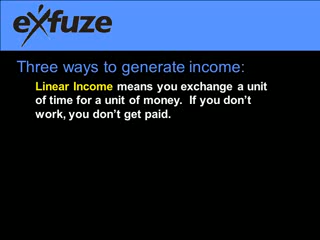 exfuze
Three ways to generate income:
Linear Income means you exchange a unit
of time for a unit of money.  If you don't
work, you don't get paid.